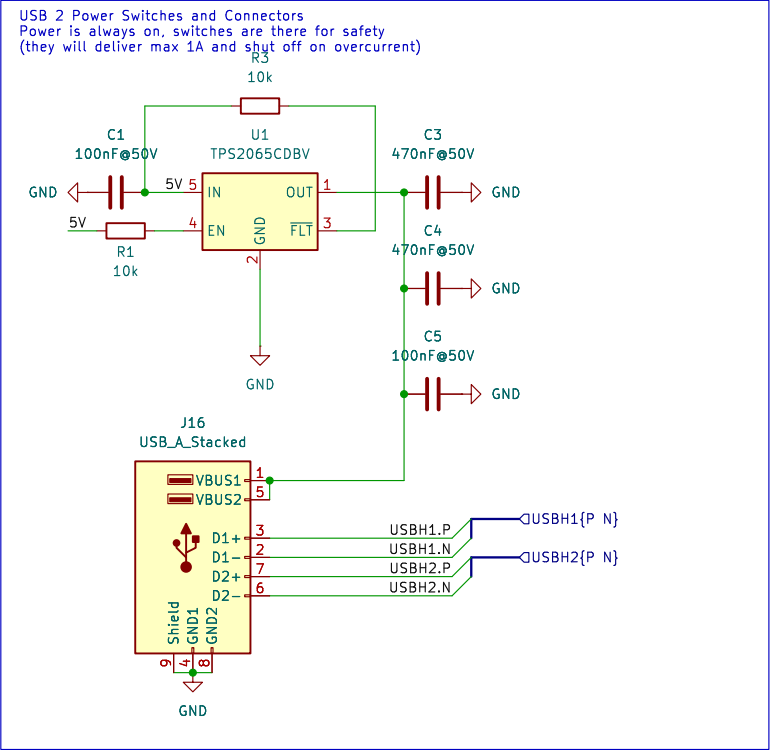 USB 2 Power Switches and Connectors
Power is always on, switches are there for safety
(they will deliver max 1A and shut off on overcurrent)
R3
10k
C1
100nF@50V
U1
TPS2065CDBV
C3
470nF@50V
GND
5V
5
IN
OUT
1
GND
5V
4
EN
GND
FLT
3
R1
10k
2
C4
470nF@50V
GND
GND
C5
100nF@50V
GND
J16
USB_A_Stacked
VBUS1
1
VBUS2
5
D1+
3
USBH1.P
USBH1{P N}
D1-
2
USBH1.N
D2+
7
USBH2.P
USBH2{P N}
D2-
6
USBH2.N
Shield
GND1
GND2
9
4
8
GND